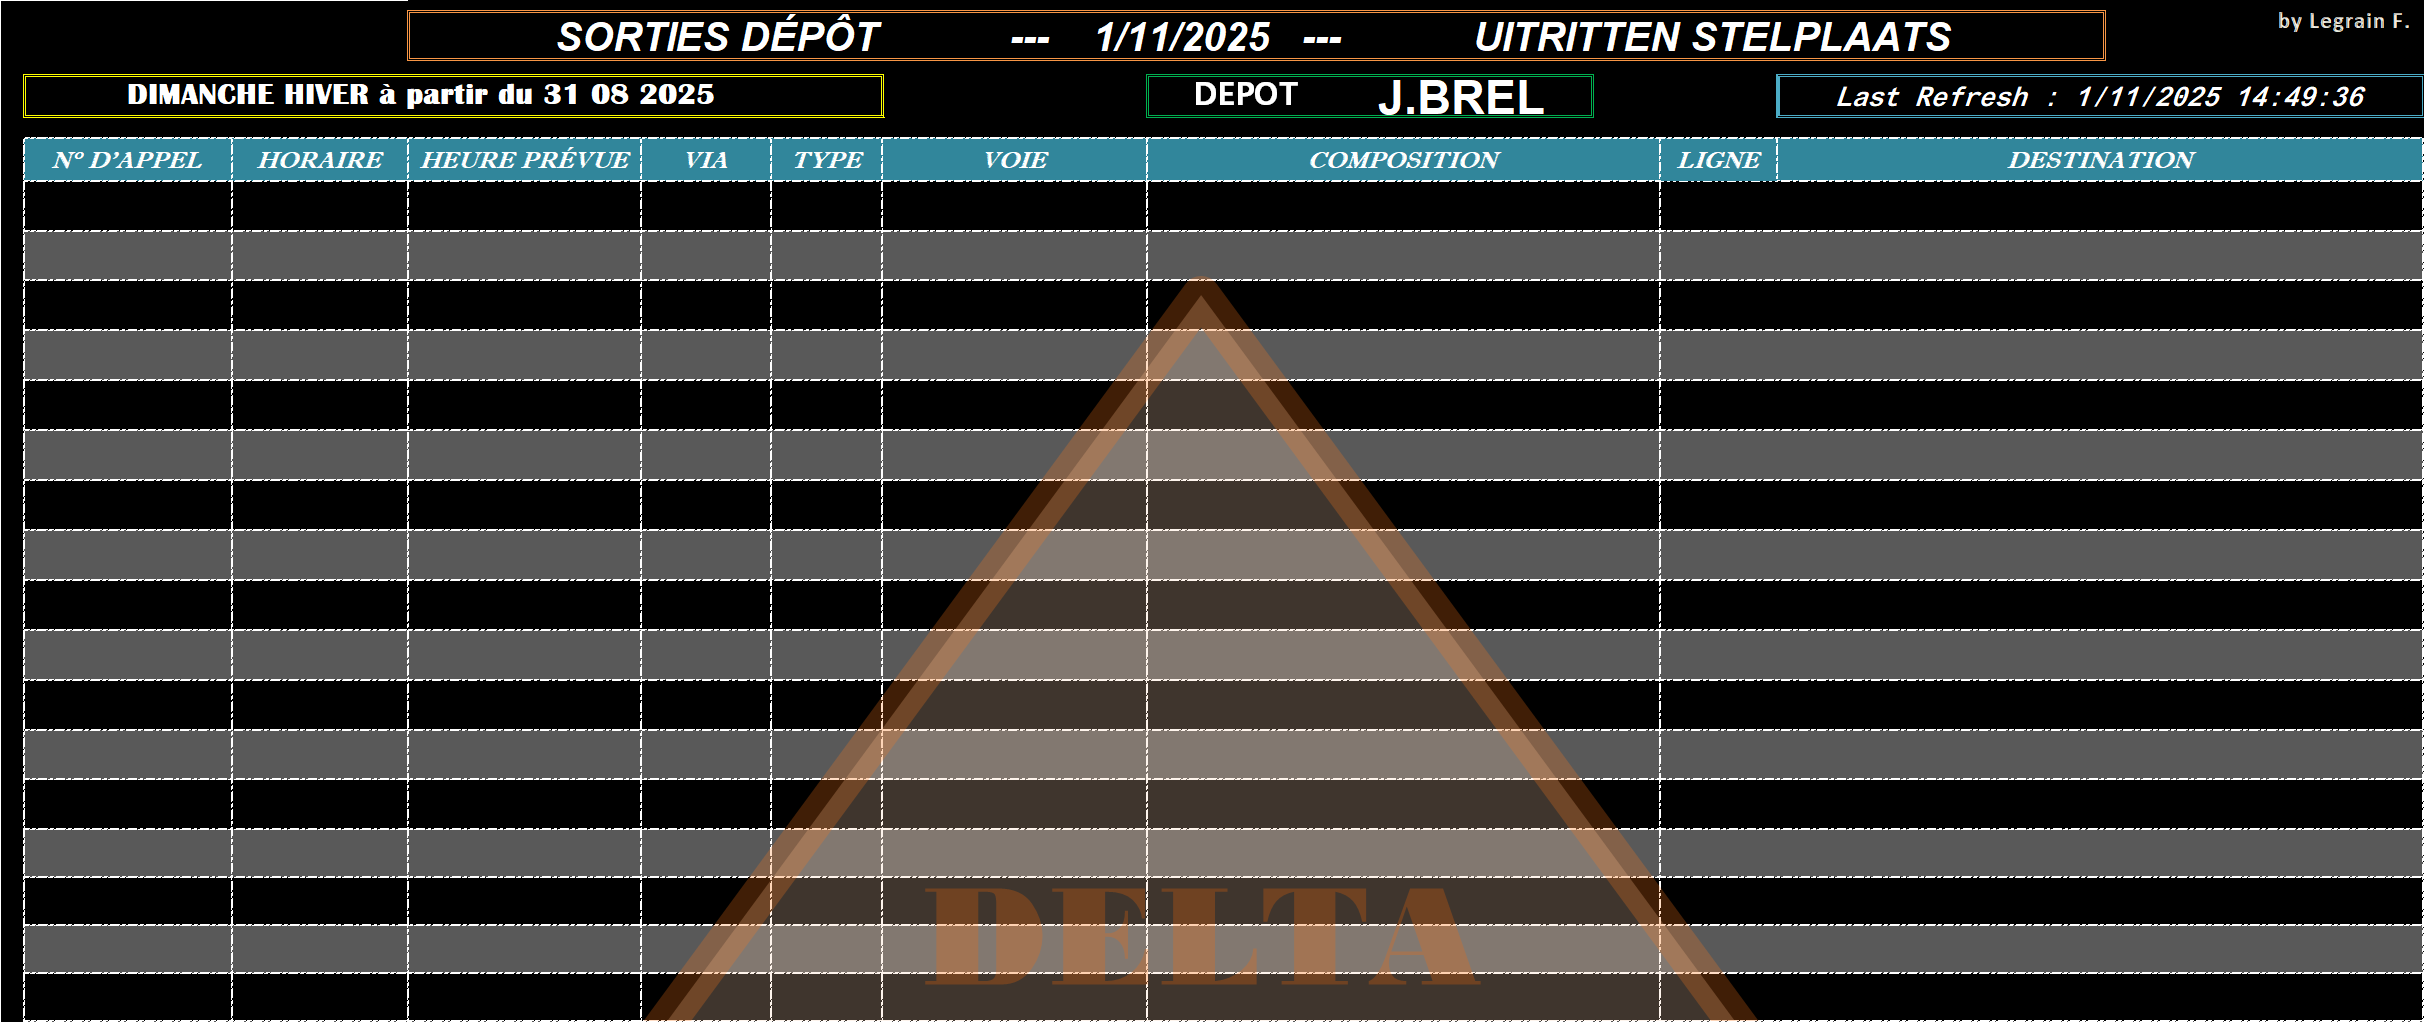 SORTIES DÉPÔT --- 1/11/2025 --- UITRITTEN STELPLAATS
by Legrain F.
DIMANCHE HIVER à partir du 31 08 2025
DEPOT J.BREL
Last Refresh : 1/11/2025 14:49:36
N° D'APPEL HORAIRE HEURE PRÉVUE VIA TYPE VOIE COMPOSITION LIGNE DESTINATION
DELTA